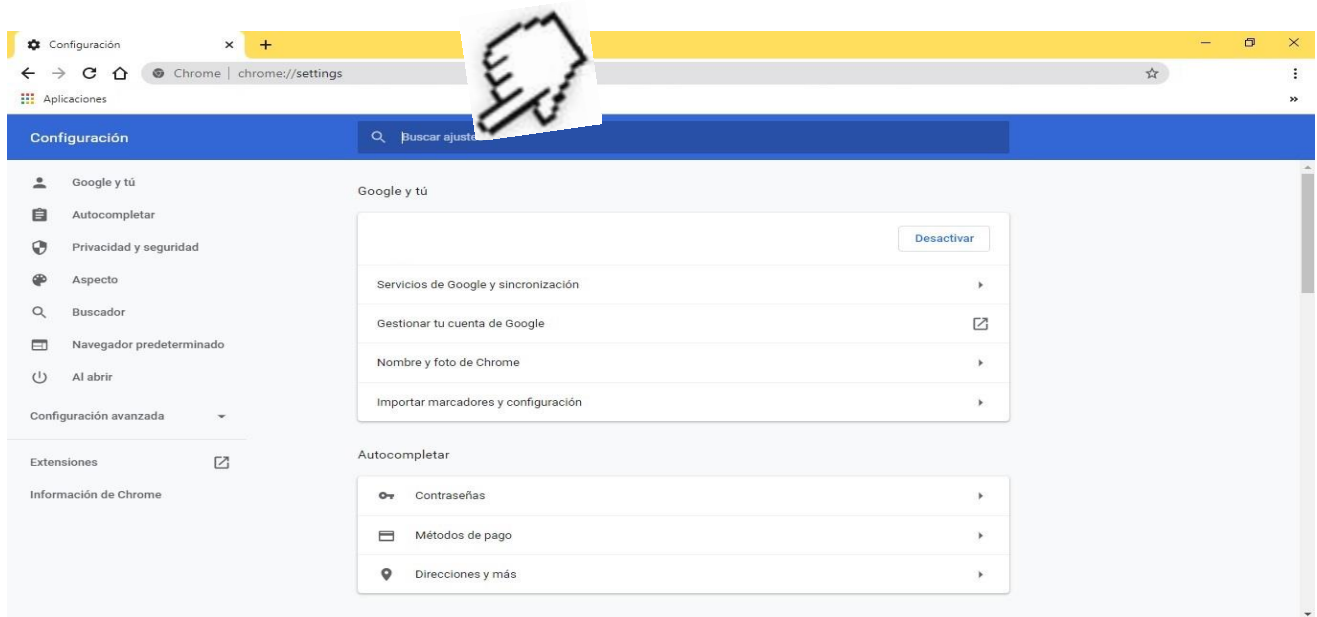 Configuración
Chrome | chrome://settings
Aplicaciones
Configuración
Buscar ajuste
Google y tú
Autocompletar
Privacidad y seguridad
Aspecto
Buscador
Navegador predeterminado
Al abrir
Configuración avanzada
Extensiones
Información de Chrome
Google y tú
Desactivar
Servicios de Google y sincronización
Gestionar tu cuenta de Google
Nombre y foto de Chrome
Importar marcadores y configuración
Autocompletar
Contraseñas
Métodos de pago
Direcciones y más